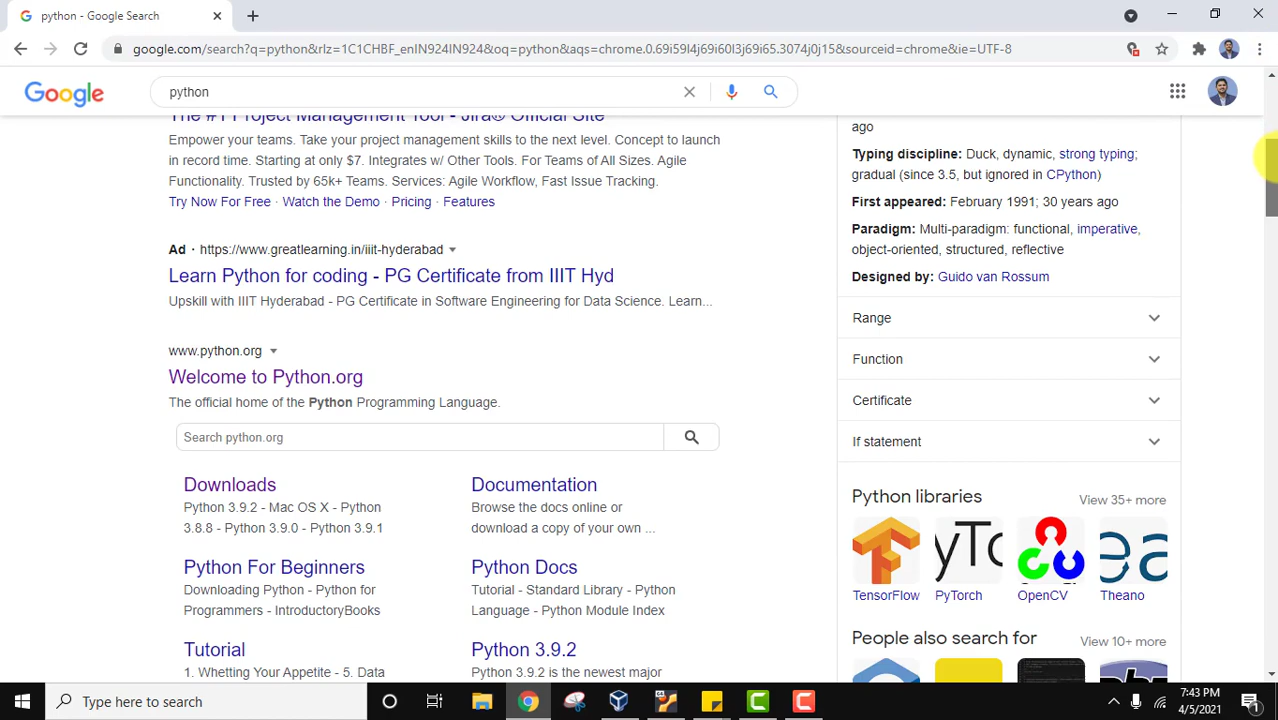 python - Google Search
google.com/search?q=python&rlz=1C1CHBF_enIN924IN924&oq=python&aqs=chrome.0.69i59l4j69i60l3j69i65.3074j0j15&sourceid=chrome&ie=UTF-8
Google
python
The #1 Project Management Tool - Jira® Official Site
Empower your teams. Take your project management skills to the next level. Concept to launch
in record time. Starting at only $7. Integrates w/ Other Tools. For Teams of All Sizes. Agile
Functionality. Trusted by 65k+ Teams. Services: Agile Workflow, Fast Issue Tracking.
Try Now For Free · Watch the Demo · Pricing · Features
Ad · https://www.greatlearning.in/iiit-hyderabad
Learn Python for coding - PG Certificate from IIIT Hyd
Upskill with IIIT Hyderabad - PG Certificate in Software Engineering for Data Science. Learn...
www.python.org
Welcome to Python.org
The official home of the Python Programming Language.
Search python.org
Downloads
Python 3.9.2 - Mac OS X - Python
3.8.8 - Python 3.9.0 - Python 3.9.1
Documentation
Browse the docs online or
download a copy of your own ...
Python For Beginners
Downloading Python - Python for
Programmers - IntroductoryBooks
Python Docs
Tutorial - Standard Library - Python
Language - Python Module Index
Tutorial
1. Whetting Your Appetite
Python 3.9.2
Python 3.9.2 is the major
ago
Typing discipline: Duck, dynamic, strong typing;
gradual (since 3.5, but ignored in CPython)
First appeared: February 1991; 30 years ago
Paradigm: Multi-paradigm: functional, imperative,
object-oriented, structured, reflective
Designed by: Guido van Rossum
Range
Function
Certificate
If statement
Python libraries
View 35+ more
TensorFlow
PyTorch
OpenCV
Theano
People also search for
View 10+ more
Type here to search
7:43 PM
4/5/2021